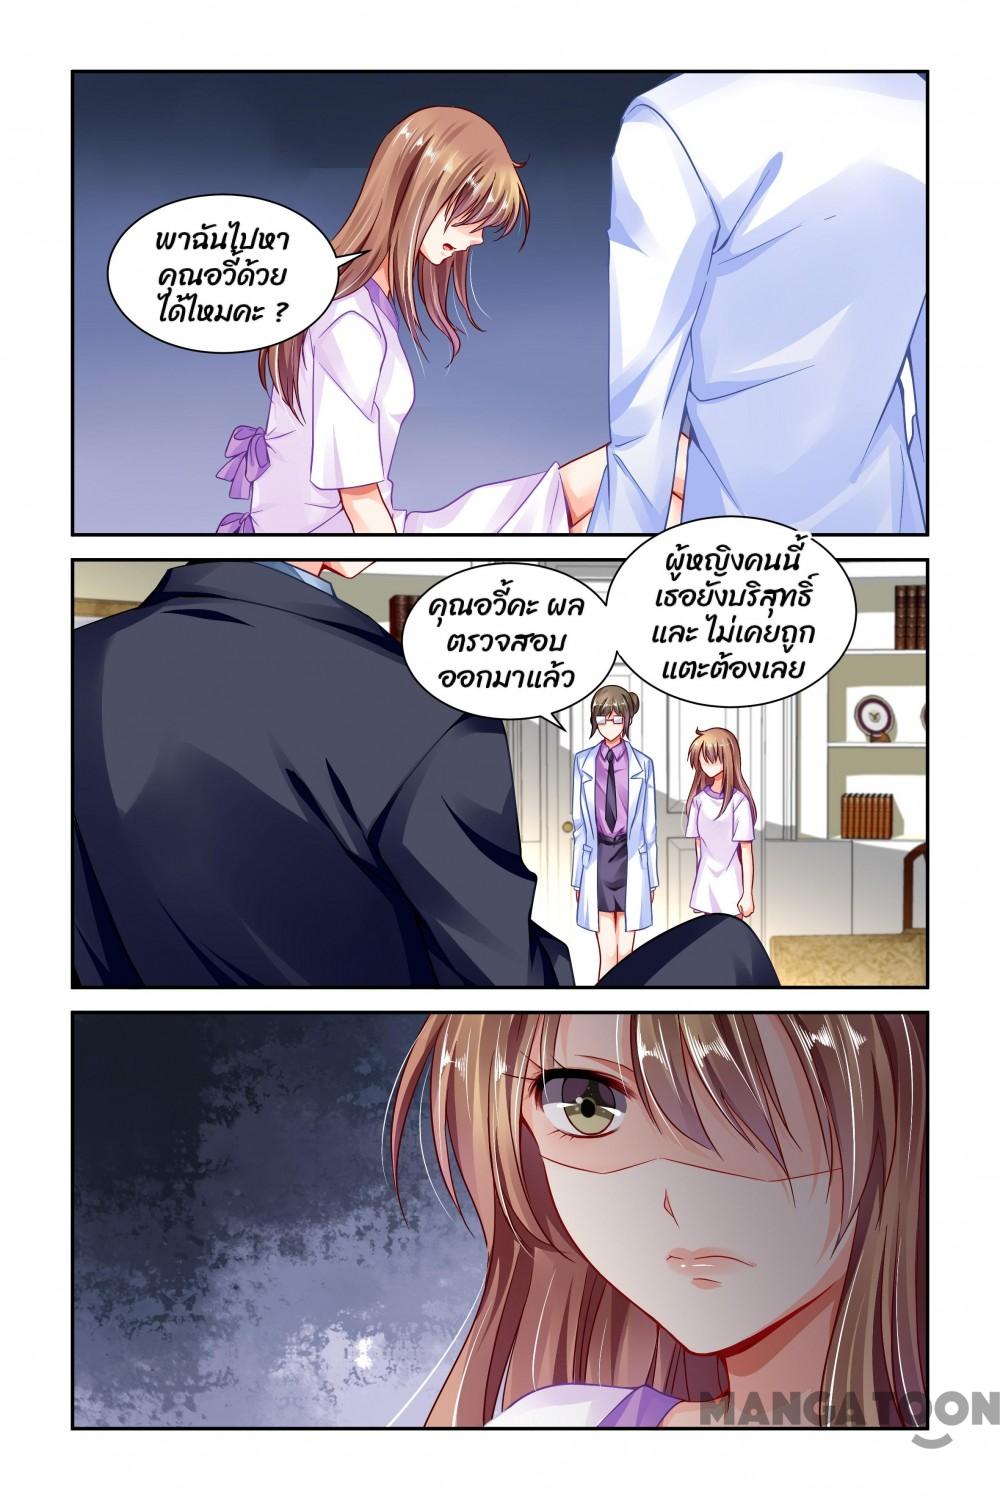 พาฉันไปหา
คุณอวี้ด้วย
ได้ไหมคะ ?
คุณอวี้คะ ผล
ตรวจสอบ
ออกมาแล้ว
ผู้หญิงคนนี้
เธอยังบริสุทธิ์
และ ไม่เคยถูก
แตะต้องเลย
MANGATOON